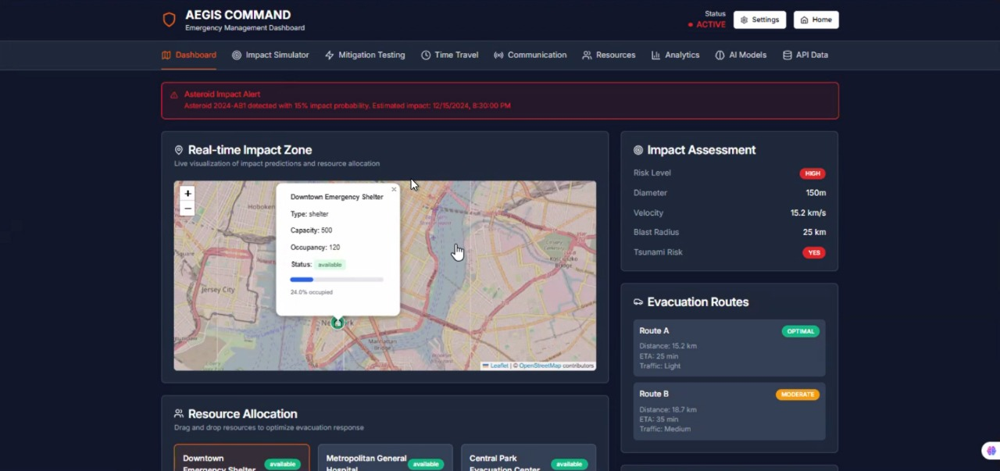 AEGIS COMMAND
Emergency Management Dashboard
Status
ACTIVE
Settings
Home
Dashboard
Impact Simulator
Mitigation Testing
Time Travel
Communication
Resources
Analytics
AI Models
API Data
Asteroid Impact Alert
Asteroid 2024-AB1 detected with 15% impact probability. Estimated impact: 12/15/2024, 8:30:00 PM
Real-time Impact Zone
Live visualization of impact predictions and resource allocation
+
−
Hoboken
Square
Jersey City
Downtown Emergency Shelter
×
Type: shelter
Capacity: 500
Occupancy: 120
Status: available
24.0% occupied
Manhattan
Bridge
Bridge
Leaflet | © OpenStreetMap contributors
Resource Allocation
Drag and drop resources to optimize evacuation response
Downtown
Emergency Shelter
available
Metropolitan General
Hospital
available
Central Park
Evacuation Center
available
Impact Assessment
Risk Level
HIGH
Diameter
150m
Velocity
15.2 km/s
Blast Radius
25 km
Tsunami Risk
YES
Evacuation Routes
Route A
OPTIMAL
Distance: 15.2 km
ETA: 25 min
Traffic: Light
Route B
MODERATE
Distance: 18.7 km
ETA: 35 min
Traffic: Medium